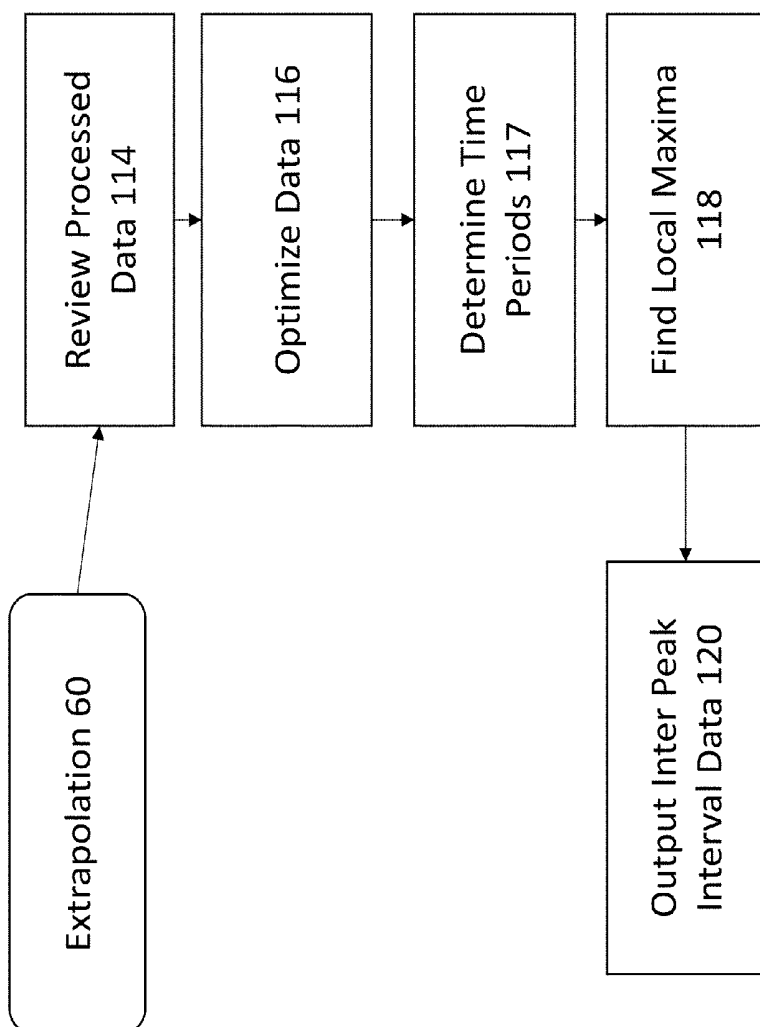 Extrapolation 60
Review Processed
Data 114
Optimize Data 116
Determine Time
Periods 117
Find Local Maxima
118
Output Inter Peak
Interval Data 120